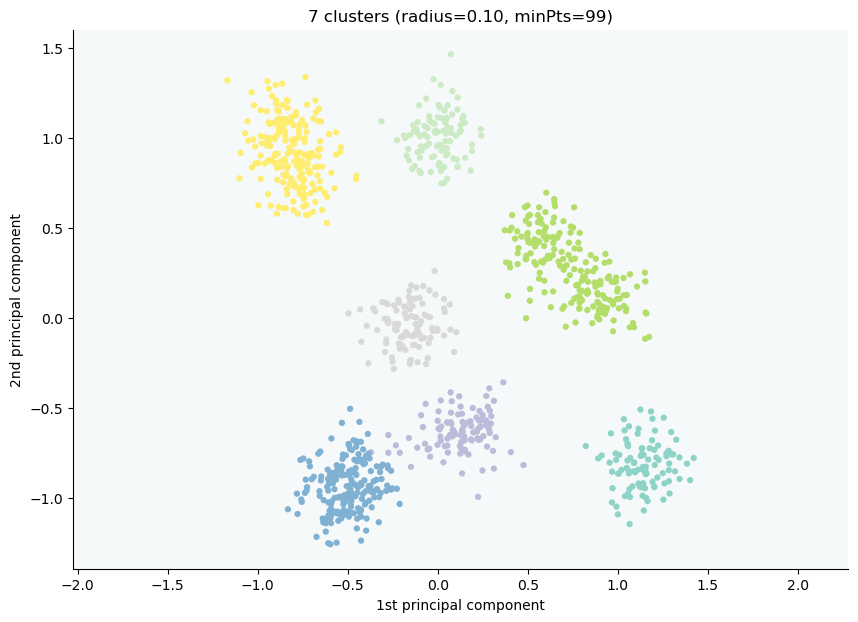 7 clusters (radius=0.10, minPts=99)
1.5
1.0
0.5
0.0
−0.5
−1.0
2nd principal component
−2.0 −1.5 −1.0 −0.5 0.0 0.5 1.0 1.5 2.0
1st principal component